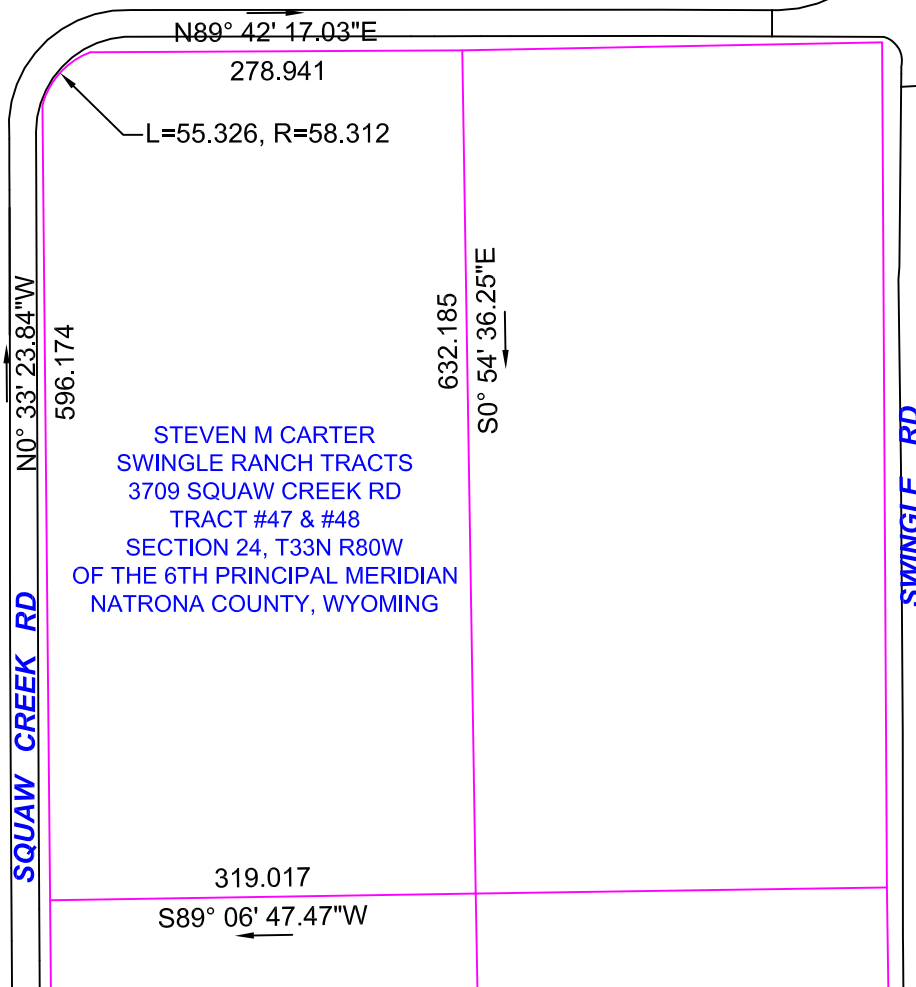 N89° 42' 17.03"E
278.941
L=55.326, R=58.312
N0° 33' 23.84"W
596.174
632.185
S0° 54' 36.25"E
STEVEN M CARTER
SWINGLE RANCH TRACTS
3709 SQUAW CREEK RD
TRACT #47 & #48
SECTION 24, T33N R80W
OF THE 6TH PRINCIPAL MERIDIAN
NATRONA COUNTY, WYOMING
SQUAW CREEK RD
SWINGLE RD
319.017
S89° 06' 47.47"W